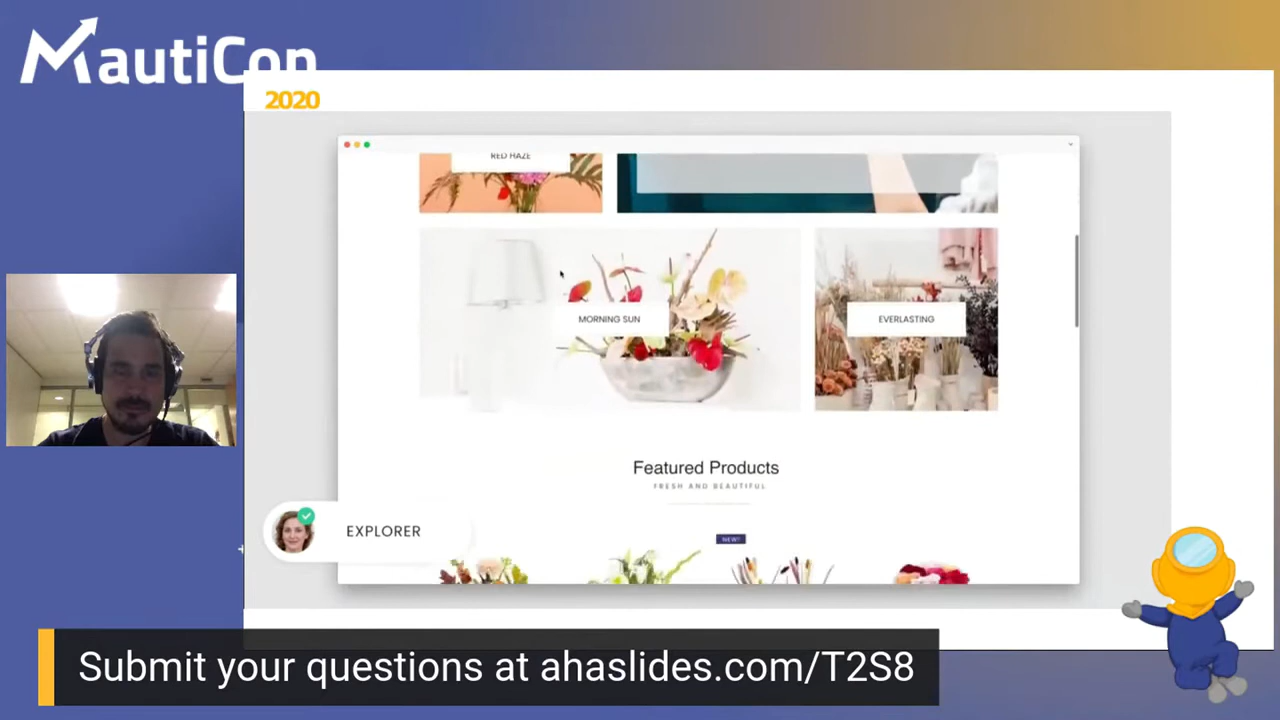 MautiCon
2020
RED HAZE
MORNING SUN
EVERLASTING
Featured Products
FRESH AND BEAUTIFUL
NEW!
EXPLORER
Submit your questions at ahaslides.com/T2S8